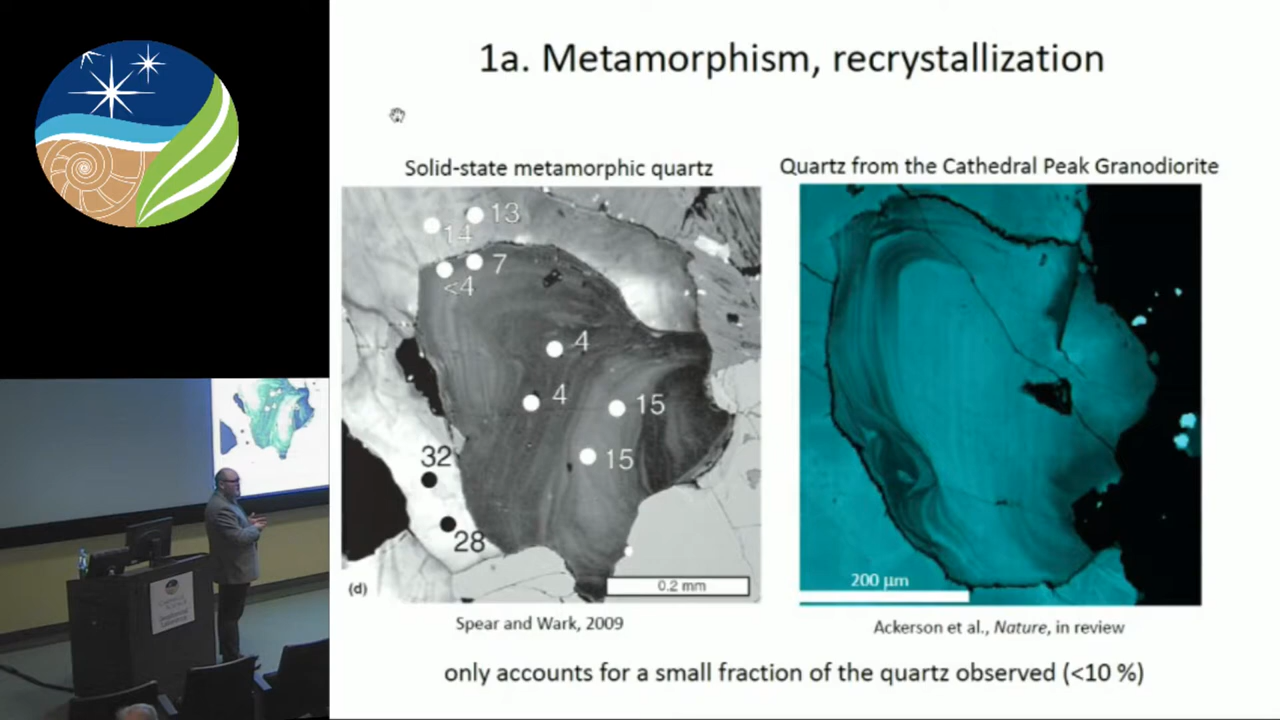 1a. Metamorphism, recrystallization
Solid-state metamorphic quartz
Quartz from the Cathedral Peak Granodiorite
13
14
7
<4
4
4
15
15
32
28
(d)
0.2 mm
200 µm
Spear and Wark, 2009
Ackerson et al., Nature, in review
only accounts for a small fraction of the quartz observed (<10 %)